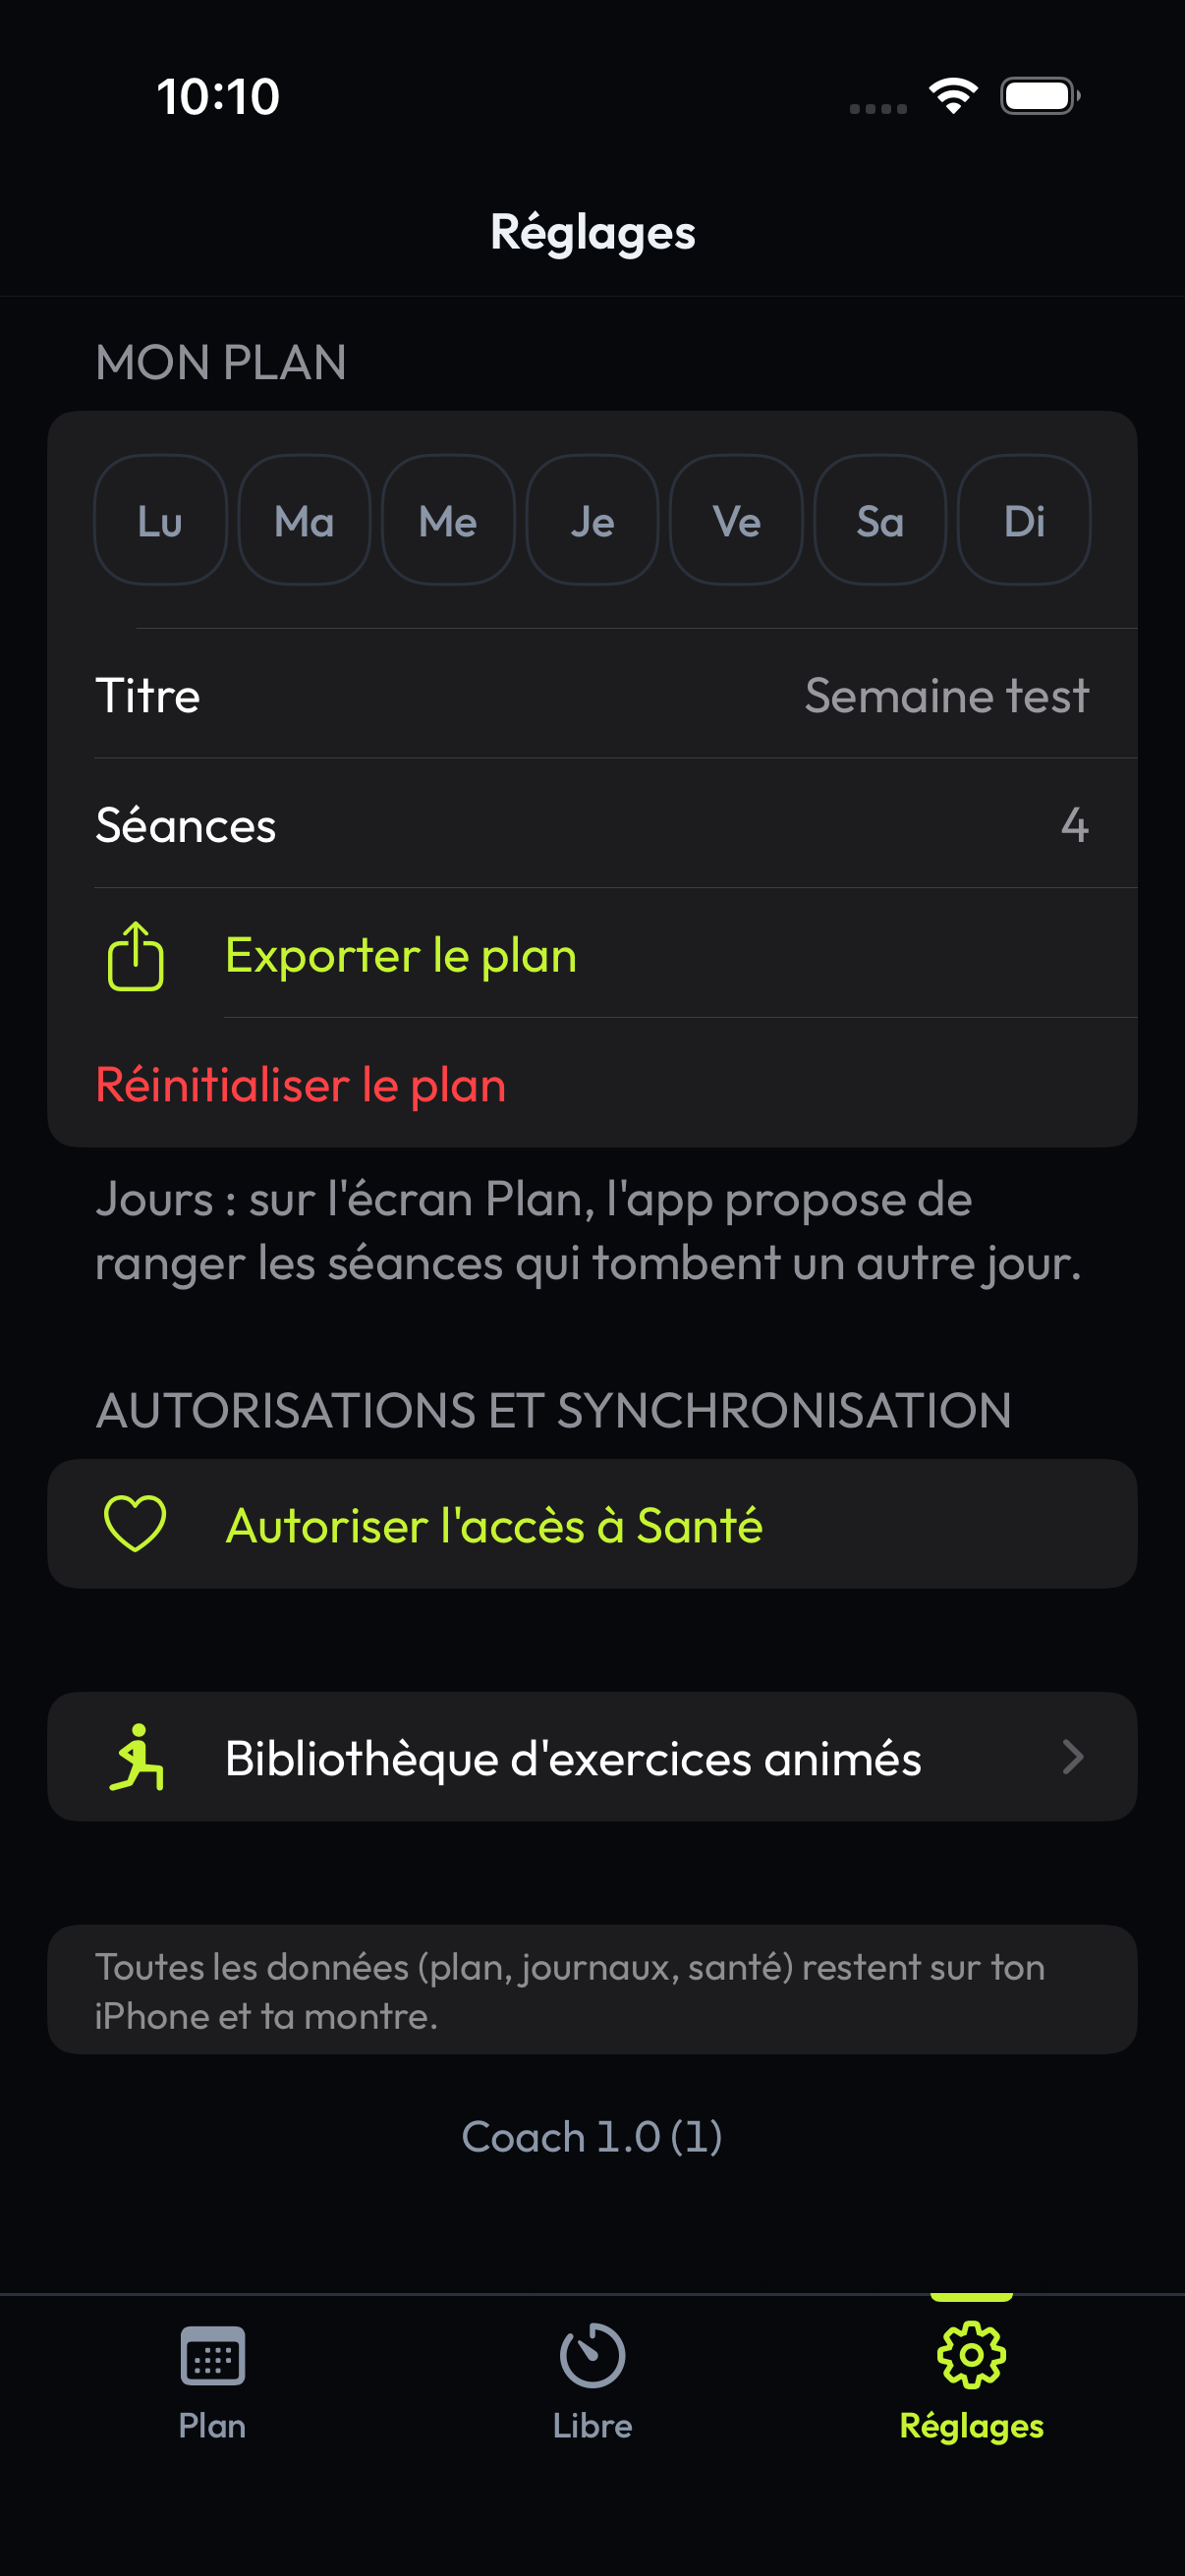 10:10
Réglages
MON PLAN
Lu Ma Me Je Ve Sa Di
Titre Semaine test
Séances 4
Exporter le plan
Réinitialiser le plan
Jours : sur l'écran Plan, l'app propose de
ranger les séances qui tombent un autre jour.
AUTORISATIONS ET SYNCHRONISATION
Autoriser l'accès à Santé
Bibliothèque d'exercices animés
Toutes les données (plan, journaux, santé) restent sur ton
iPhone et ta montre.
Coach 1.0 (1)
Plan Libre Réglages